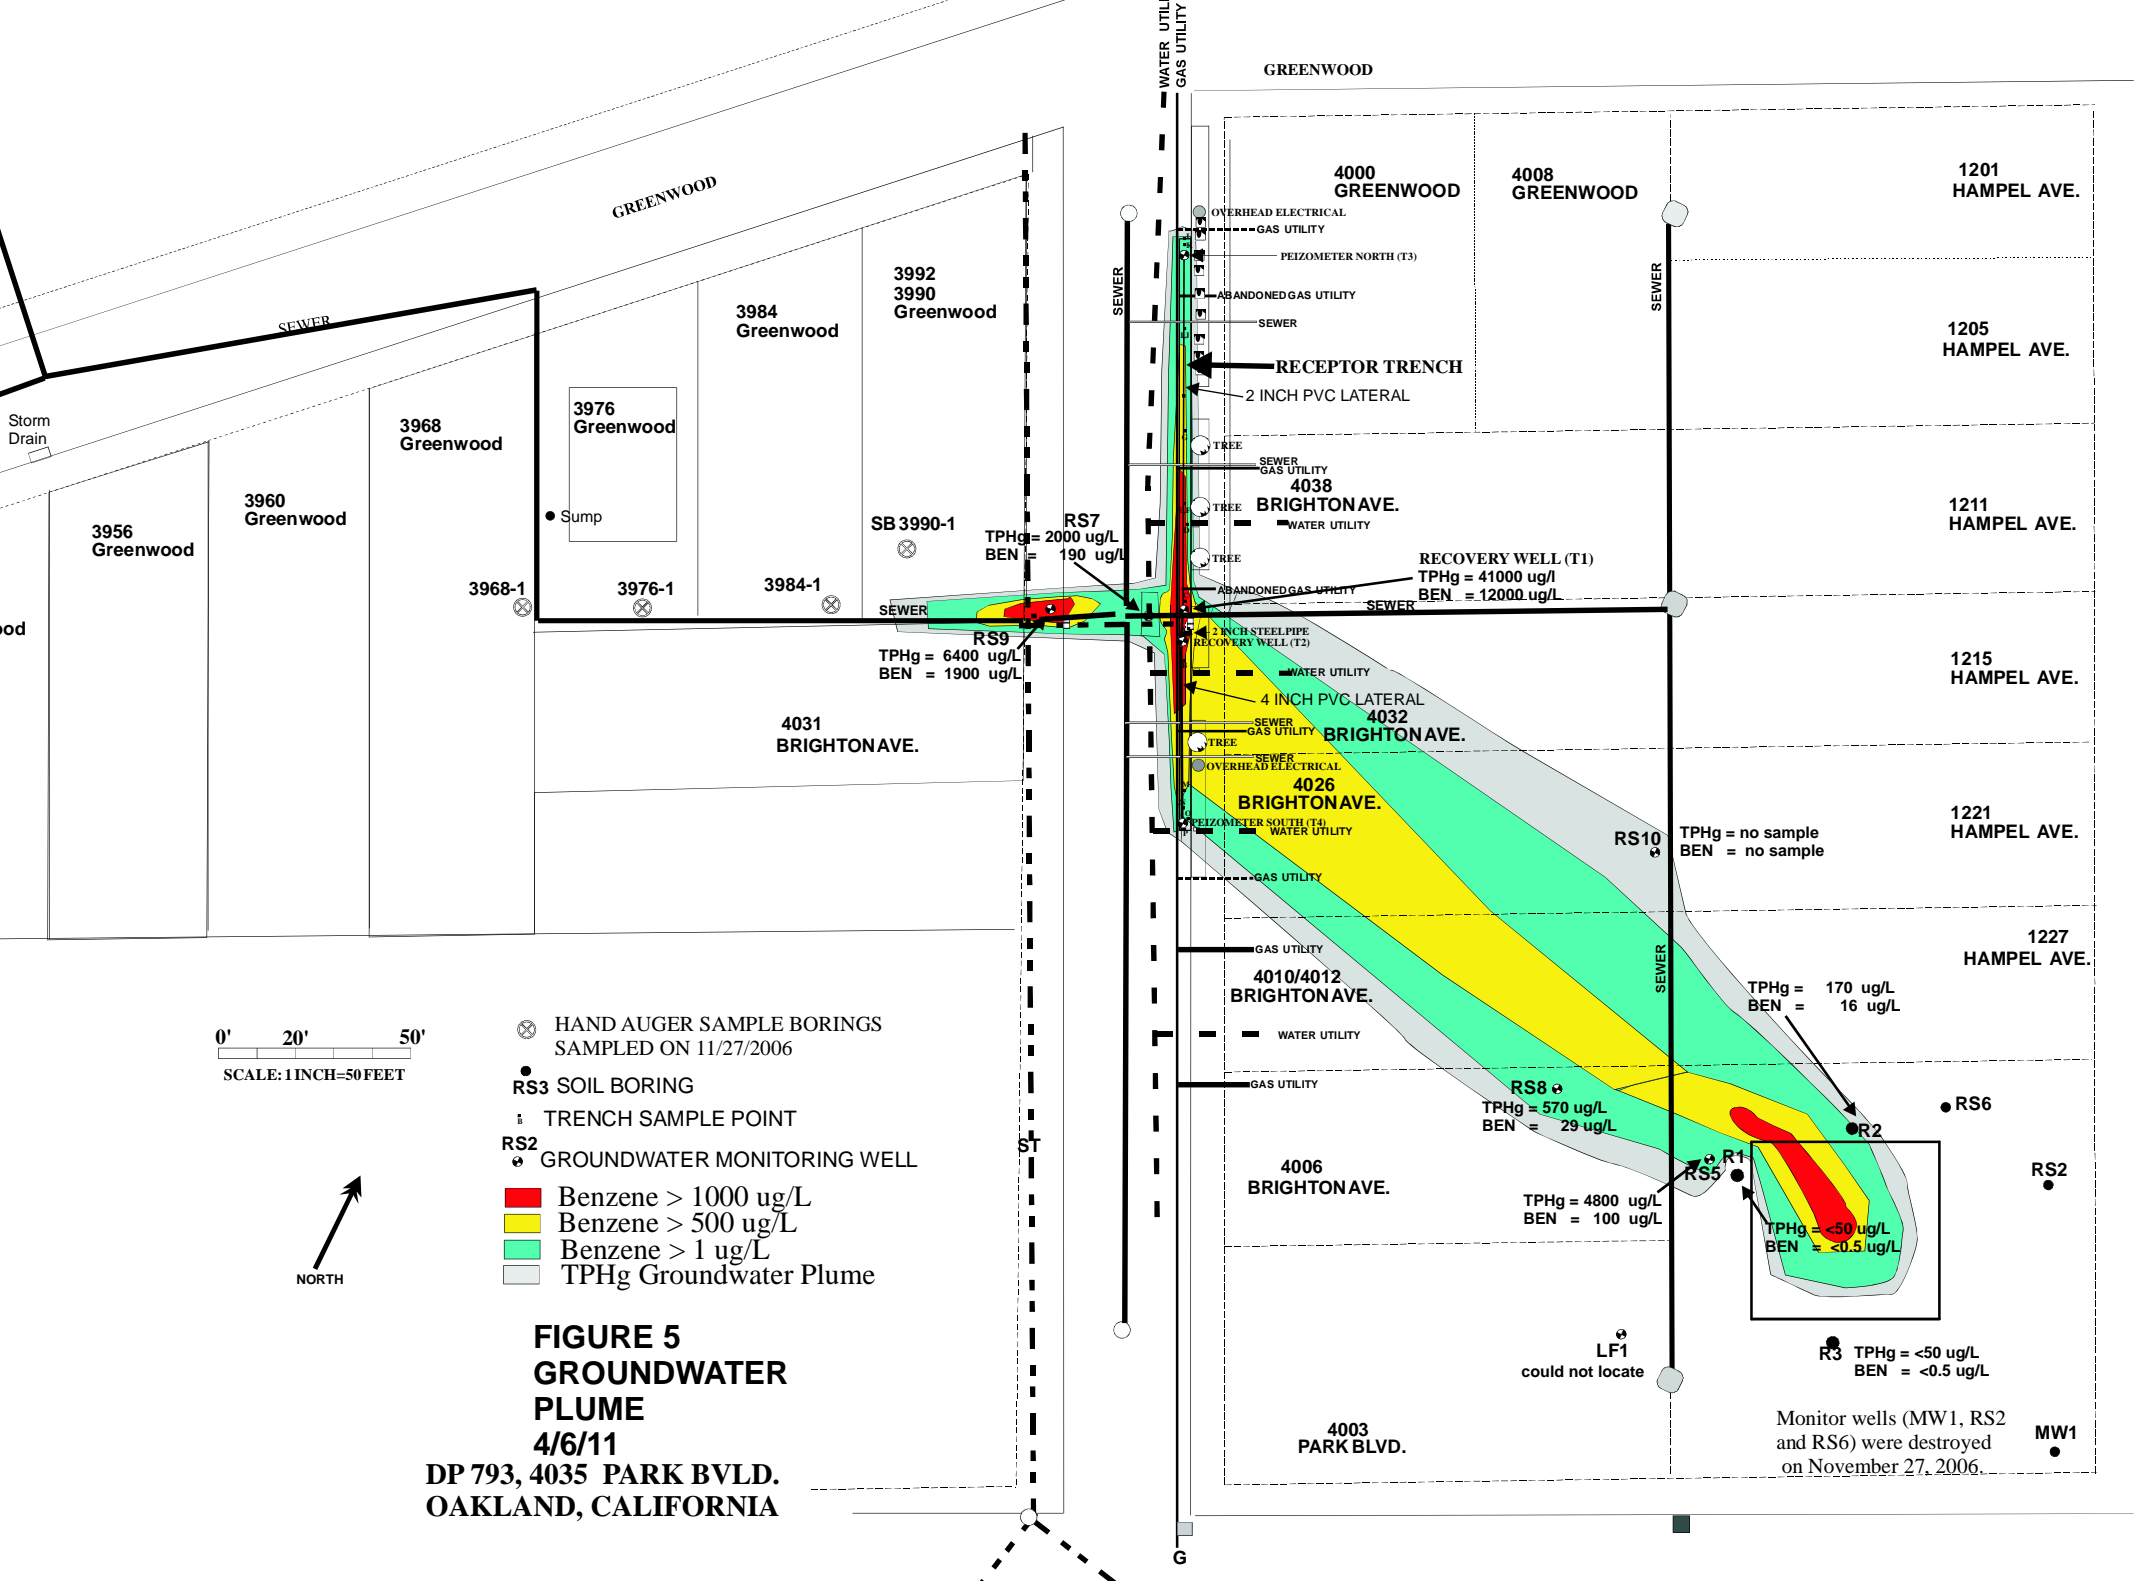 WATER UTILI
GAS UTILITY
GREENWOOD
GREENWOOD
4000
GREENWOOD
4008
GREENWOOD
1201
HAMPEL AVE.
OVERHEAD ELECTRICAL
GAS UTILITY
PEIZOMETER NORTH (T3)
SEWER
SEWER
3992
3990
Greenwood
3984
Greenwood
ABANDONED GAS UTILITY
SEWER
SEWER
1205
HAMPEL AVE.
RECEPTOR TRENCH
2 INCH PVC LATERAL
Storm
Drain
3968
Greenwood
3976
Greenwood
TREE
SEWER
GAS UTILITY
4038
BRIGHTON AVE.
3960
Greenwood
3956
Greenwood
Sump
SB 3990-1
RS7
TPHg = 2000 ug/L
BEN = 190 ug/L
TREE
WATER UTILITY
1211
HAMPEL AVE.
TREE
RECOVERY WELL (T1)
TPHg = 41000 ug/l
BEN = 12000 ug/L
3968-1
3976-1
3984-1
ABANDONED GAS UTILITY
SEWER
SEWER
ood
RS9
TPHg = 6400 ug/L
BEN = 1900 ug/L
2 INCH STEEL PIPE
RECOVERY WELL (T2)
WATER UTILITY
1215
HAMPEL AVE.
4 INCH PVC LATERAL
4032
BRIGHTON AVE.
4031
BRIGHTON AVE.
SEWER
GAS UTILITY
TREE
SEWER
OVERHEAD ELECTRICAL
4026
BRIGHTON AVE.
PEIZOMETER SOUTH (T4)
WATER UTILITY
RS10
TPHg = no sample
BEN = no sample
1221
HAMPEL AVE.
GAS UTILITY
GAS UTILITY
SEWER
1227
HAMPEL AVE.
4010/4012
BRIGHTON AVE.
TPHg = 170 ug/L
BEN = 16 ug/L
WATER UTILITY
GAS UTILITY
0' 20' 50'
SCALE: 1 INCH=50 FEET
HAND AUGER SAMPLE BORINGS
SAMPLED ON 11/27/2006
RS3 SOIL BORING
B TRENCH SAMPLE POINT
RS2
GROUNDWATER MONITORING WELL
Benzene > 1000 ug/L
Benzene > 500 ug/L
Benzene > 1 ug/L
TPHg Groundwater Plume
NORTH
ST
RS8
TPHg = 570 ug/L
BEN = 29 ug/L
RS6
R2
R1
RS5
RS2
4006
BRIGHTON AVE.
TPHg = 4800 ug/L
BEN = 100 ug/L
TPHg = <50 ug/L
BEN = <0.5 ug/L
FIGURE 5
GROUNDWATER
PLUME
4/6/11
DP 793, 4035 PARK BVLD.
OAKLAND, CALIFORNIA
LF1
could not locate
R3
TPHg = <50 ug/L
BEN = <0.5 ug/L
4003
PARK BLVD.
Monitor wells (MW1, RS2
and RS6) were destroyed
on November 27, 2006.
MW1
G